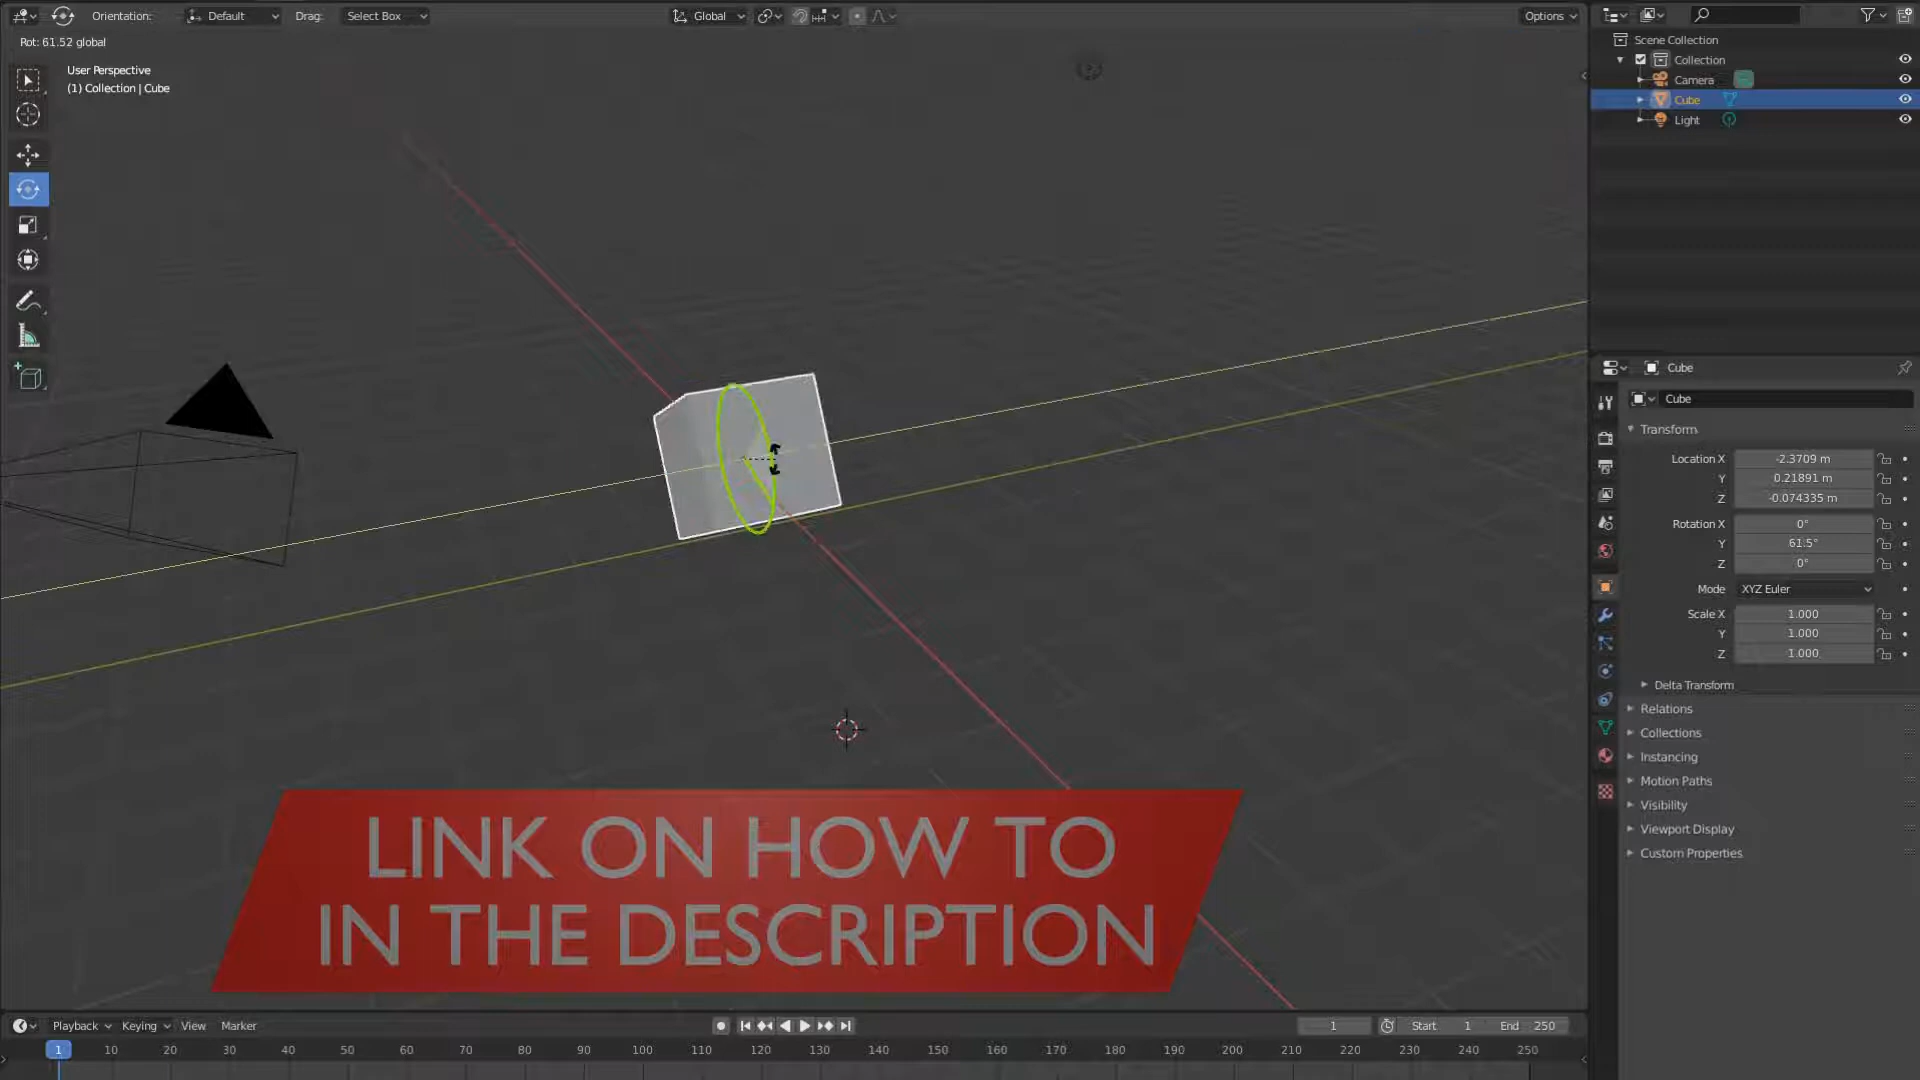 Orientation: Default Drag: Select Box Global Options
Rot: 61.52 global
User Perspective
(1) Collection | Cube
Scene Collection
Collection
Camera
Cube
Light
Cube
Cube
Transform
Location X -2.3709 m
Y 0.21891 m
Z -0.074335 m
Rotation X 0°
Y 61.5°
Z 0°
Mode XYZ Euler
Scale X 1.000
Y 1.000
Z 1.000
Delta Transform
Relations
Collections
Instancing
Motion Paths
Visibility
Viewport Display
Custom Properties
LINK ON HOW TO
IN THE DESCRIPTION
Playback Keying View Marker 1 Start 1 End 250
1 10 20 30 40 50 60 70 80 90 100 110 120 130 140 150 160 170 180 190 200 210 220 230 240 250